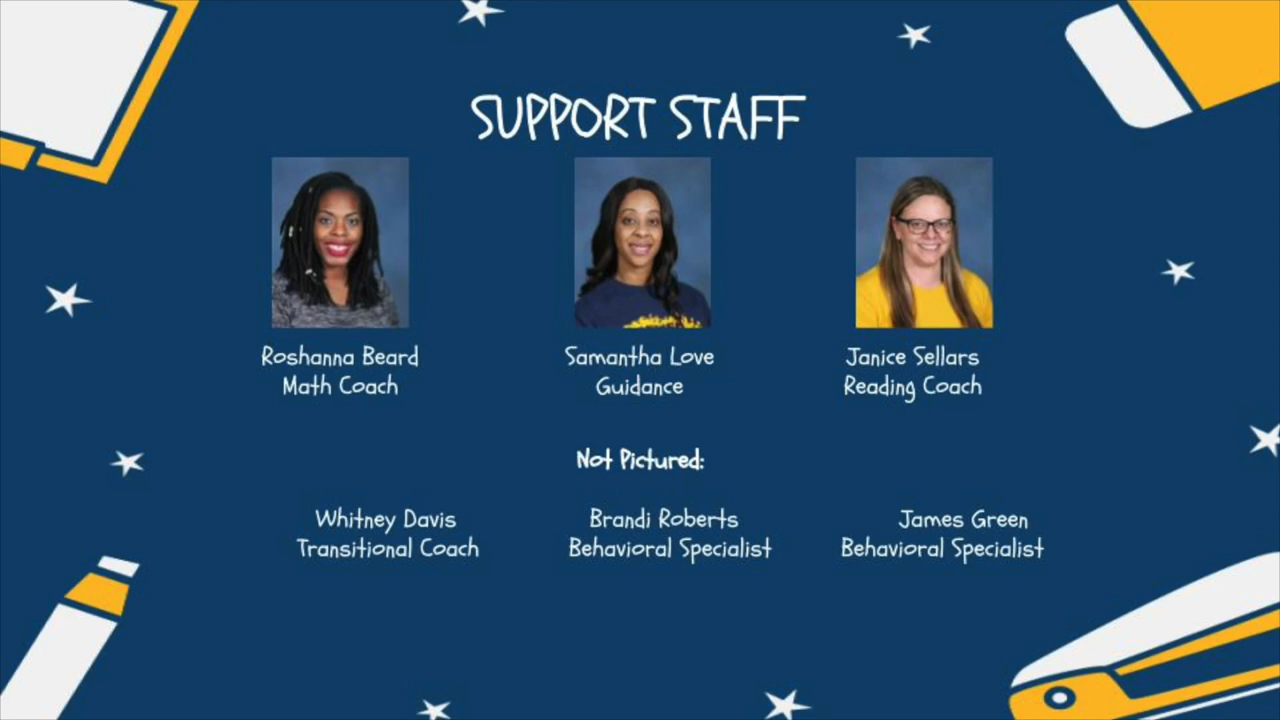 SUPPORT STAFF
Roshanna Beard
Math Coach
Samantha Love
Guidance
Janice Sellars
Reading Coach
Not Pictured:
Whitney Davis
Transitional Coach
Brandi Roberts
Behavioral Specialist
James Green
Behavioral Specialist